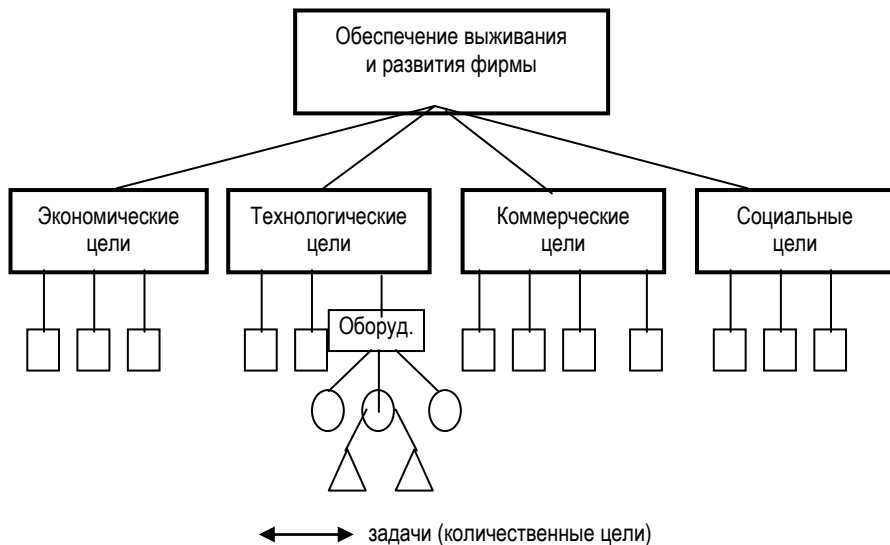 Обеспечение выживания
и развития фирмы
Экономические
цели
Технологические
цели
Коммерческие
цели
Социальные
цели
Оборуд.
задачи (количественные цели)